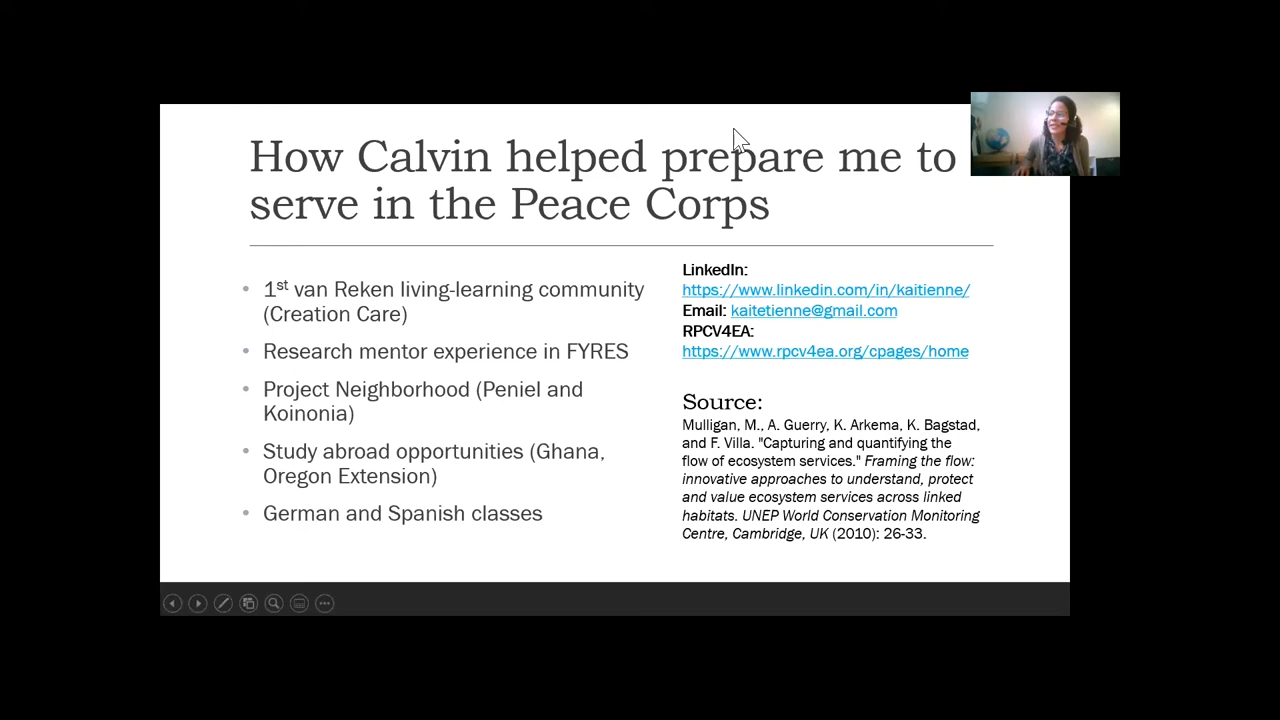 How Calvin helped prepare me to
serve in the Peace Corps
1st van Reken living-learning community
(Creation Care)
Research mentor experience in FYRES
Project Neighborhood (Peniel and
Koinonia)
Study abroad opportunities (Ghana,
Oregon Extension)
German and Spanish classes
LinkedIn:
https://www.linkedin.com/in/kaitienne/
Email: kaitetienne@gmail.com
RPCV4EA:
https://www.rpcv4ea.org/cpages/home
Source:
Mulligan, M., A. Guerry, K. Arkema, K. Bagstad,
and F. Villa. "Capturing and quantifying the
flow of ecosystem services." Framing the flow:
innovative approaches to understand, protect
and value ecosystem services across linked
habitats. UNEP World Conservation Monitoring
Centre, Cambridge, UK (2010): 26-33.